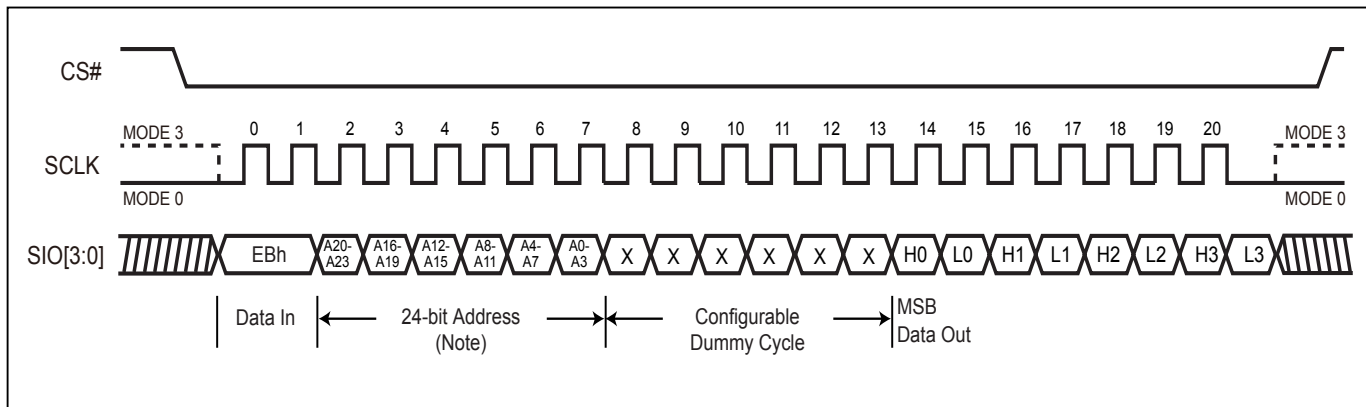 CS#
MODE 3 0 1 2 3 4 5 6 7 8 9 10 11 12 13 14 15 16 17 18 19 20 MODE 3
SCLK
MODE 0 MODE 0
SIO[3:0] EBh A20-A23 A16-A19 A12-A15 A8-A11 A4-A7 A0-A3 X X X X X X H0 L0 H1 L1 H2 L2 H3 L3
Data In 24-bit Address Configurable MSB
(Note) Dummy Cycle Data Out